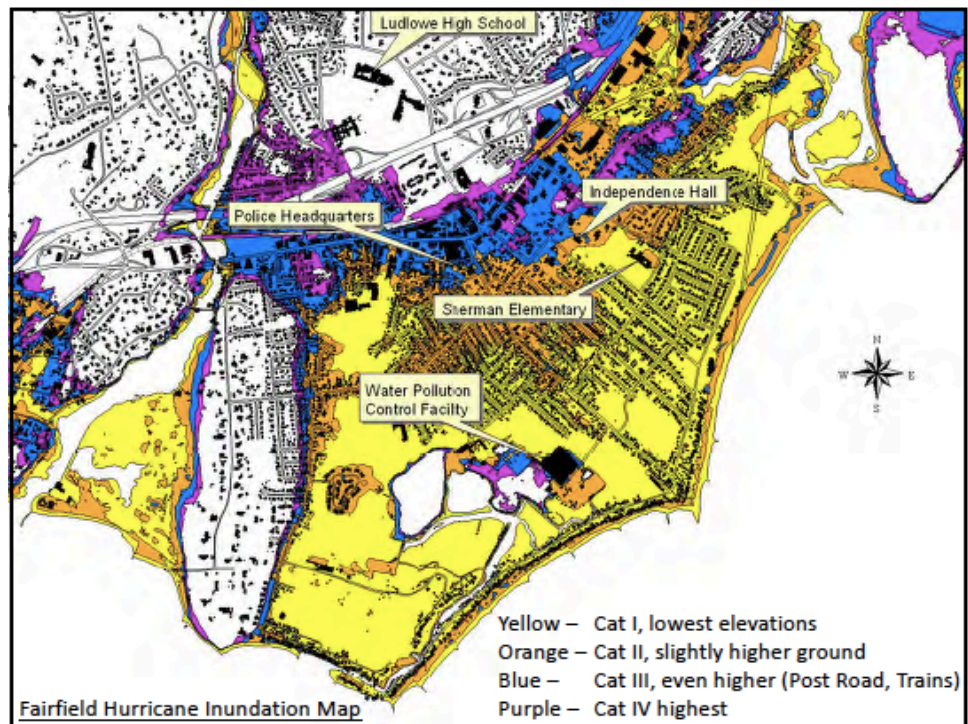 Ludlowe High School
Independence Hall
Police Headquarters
Sherman Elementary
Water Pollution
Control Facility
N
W E
S
Yellow – Cat I, lowest elevations
Orange – Cat II, slightly higher ground
Blue – Cat III, even higher (Post Road, Trains)
Purple – Cat IV highest
Fairfield Hurricane Inundation Map